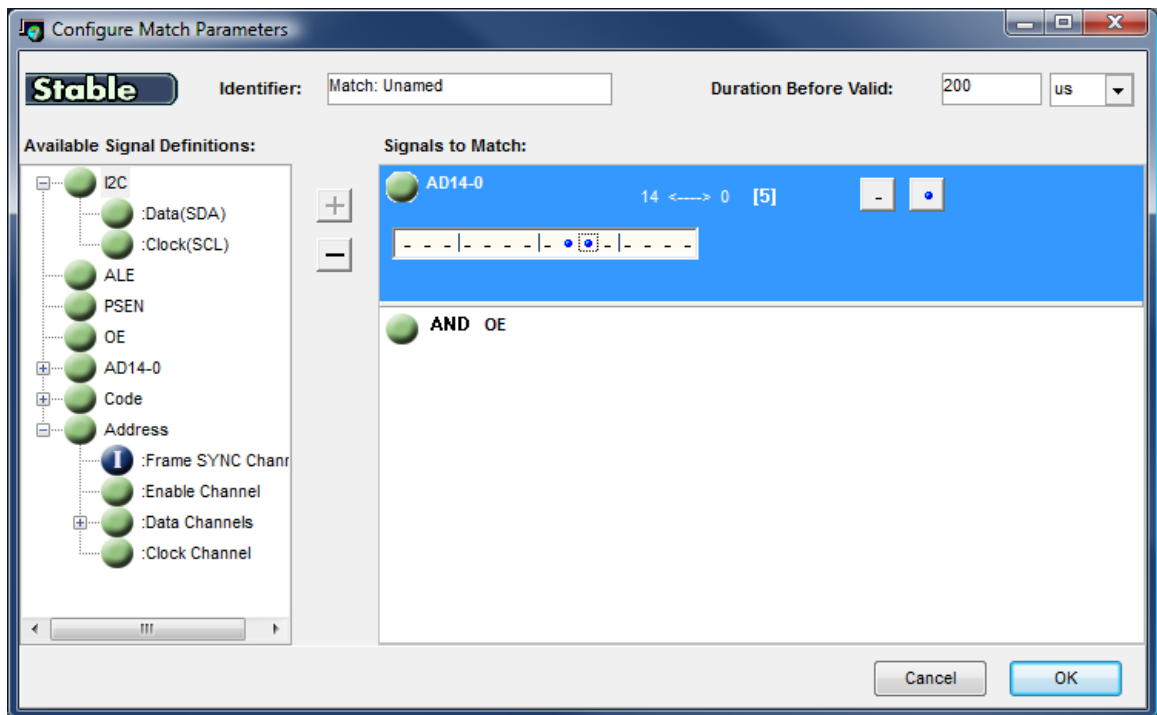 Configure Match Parameters
Stable
Identifier: Match: Unamed
Duration Before Valid: 200 us
Available Signal Definitions:
Signals to Match:
I2C
:Data(SDA)
:Clock(SCL)
ALE
PSEN
OE
AD14-0
Code
Address
:Frame SYNC Chanr
:Enable Channel
:Data Channels
:Clock Channel
AD14-0
14 <----> 0 [5]
AND OE
Cancel
OK